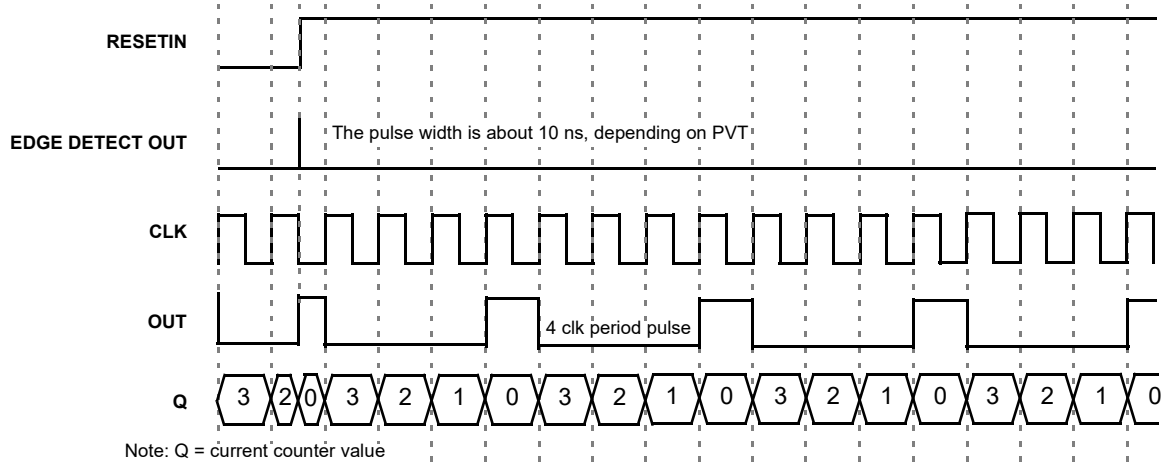 RESETIN
EDGE DETECT OUT
The pulse width is about 10 ns, depending on PVT
CLK
OUT
4 clk period pulse
Q
3 2 0 3 2 1 0 3 2 1 0 3 2 1 0 3 2 1 0
Note: Q = current counter value